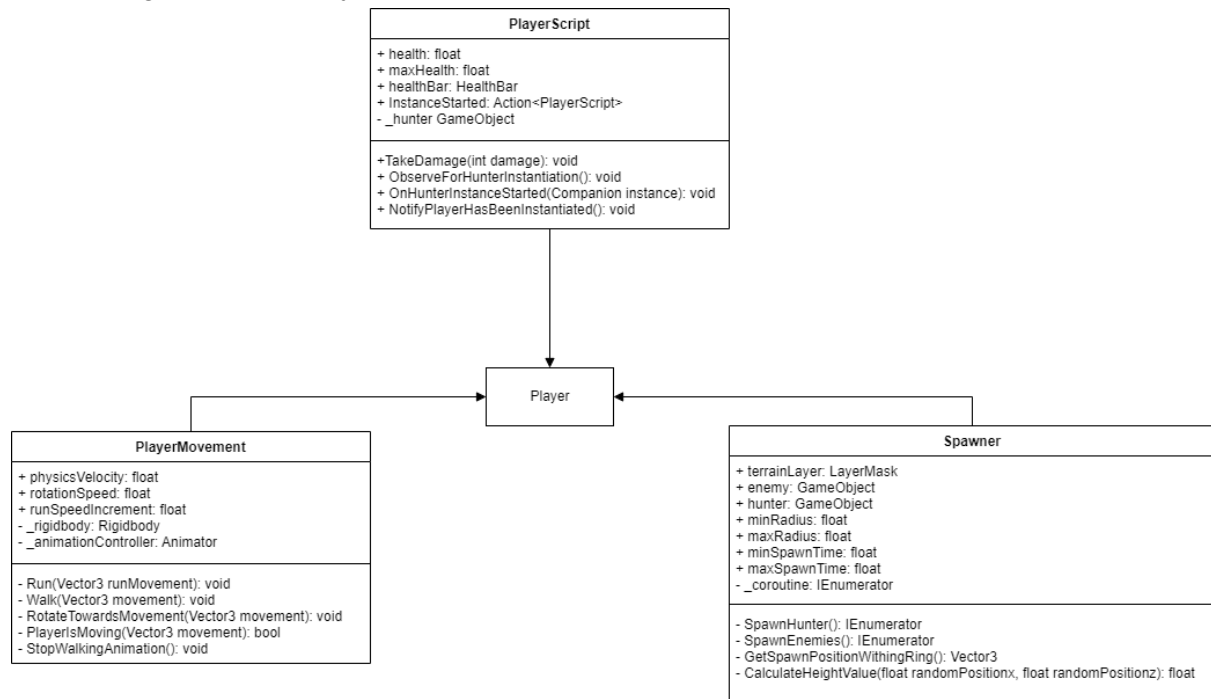 PlayerScript
+ health: float
+ maxHealth: float
+ healthBar: HealthBar
+ InstanceStarted: Action<PlayerScript>
- _hunter GameObject
+TakeDamage(int damage): void
+ ObserveForHunterInstantiation(): void
+ OnHunterInstanceStarted(Companion instance): void
+ NotifyPlayerHasBeenInstantiated(): void
Player
PlayerMovement
+ physicsVelocity: float
+ rotationSpeed: float
+ runSpeedIncrement: float
- _rigidbody: Rigidbody
- _animationController: Animator
- Run(Vector3 runMovement): void
- Walk(Vector3 movement): void
- RotateTowardsMovement(Vector3 movement): void
- PlayerIsMoving(Vector3 movement): bool
- StopWalkingAnimation(): void
Spawner
+ terrainLayer: LayerMask
+ enemy: GameObject
+ hunter: GameObject
+ minRadius: float
+ maxRadius: float
+ minSpawnTime: float
+ maxSpawnTime: float
- _coroutine: IEnumerator
- SpawnHunter(): IEnumerator
- SpawnEnemies(): IEnumerator
- GetSpawnPositionWithingRing(): Vector3
- CalculateHeightValue(float randomPositionx, float randomPositionz): float